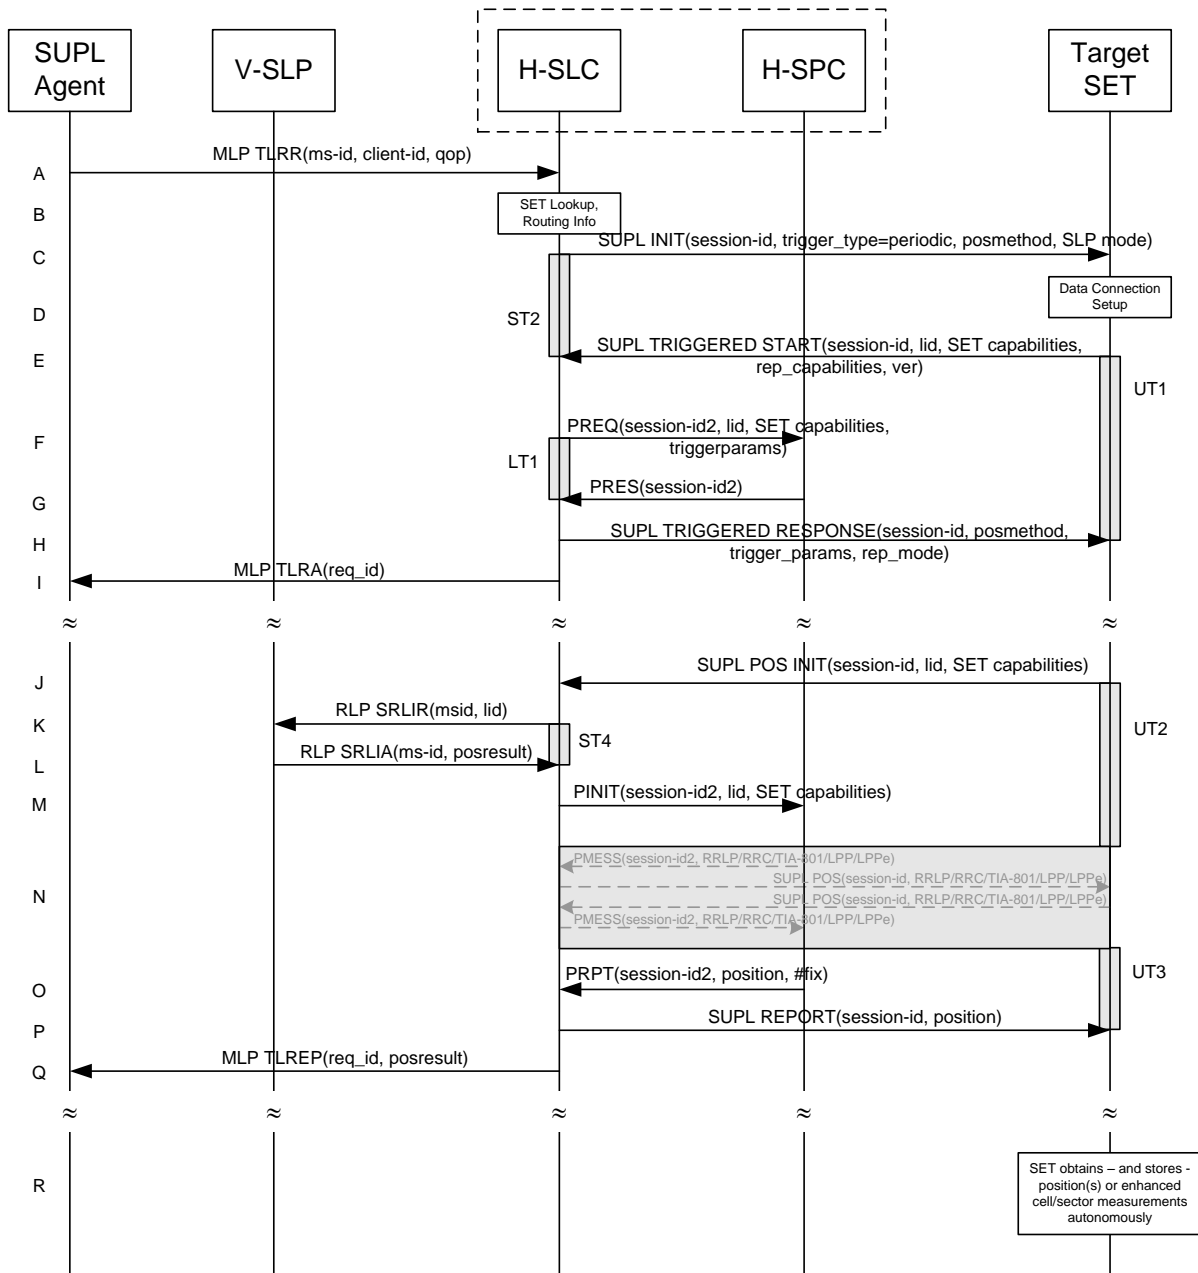 SUPL
Agent
V-SLP
H-SLC
H-SPC
Target
SET
A
MLP TLRR(ms-id, client-id, qop)
B
SET Lookup,
Routing Info
C
SUPL INIT(session-id, trigger_type=periodic, posmethod, SLP mode)
D
ST2
Data Connection
Setup
E
SUPL TRIGGERED START(session-id, lid, SET capabilities,
rep_capabilities, ver)
UT1
F
PREQ(session-id2, lid, SET capabilities,
triggerparams)
LT1
G
PRES(session-id2)
H
SUPL TRIGGERED RESPONSE(session-id, posmethod,
trigger_params, rep_mode)
I
MLP TLRA(req_id)
≈ ≈ ≈ ≈ ≈
J
SUPL POS INIT(session-id, lid, SET capabilities)
K
RLP SRLIR(msid, lid)
ST4
UT2
L
RLP SRLIA(ms-id, posresult)
M
PINIT(session-id2, lid, SET capabilities)
N
PMESS(session-id2, RRLP/RRC/TIA-801/LPP/LPPe)
SUPL POS(session-id, RRLP/RRC/TIA-801/LPP/LPPe)
SUPL POS(session-id, RRLP/RRC/TIA-801/LPP/LPPe)
PMESS(session-id2, RRLP/RRC/TIA-801/LPP/LPPe)
O
PRPT(session-id2, position, #fix)
UT3
P
SUPL REPORT(session-id, position)
Q
MLP TLREP(req_id, posresult)
≈ ≈ ≈ ≈ ≈
R
SET obtains – and stores -
position(s) or enhanced
cell/sector measurements
autonomously